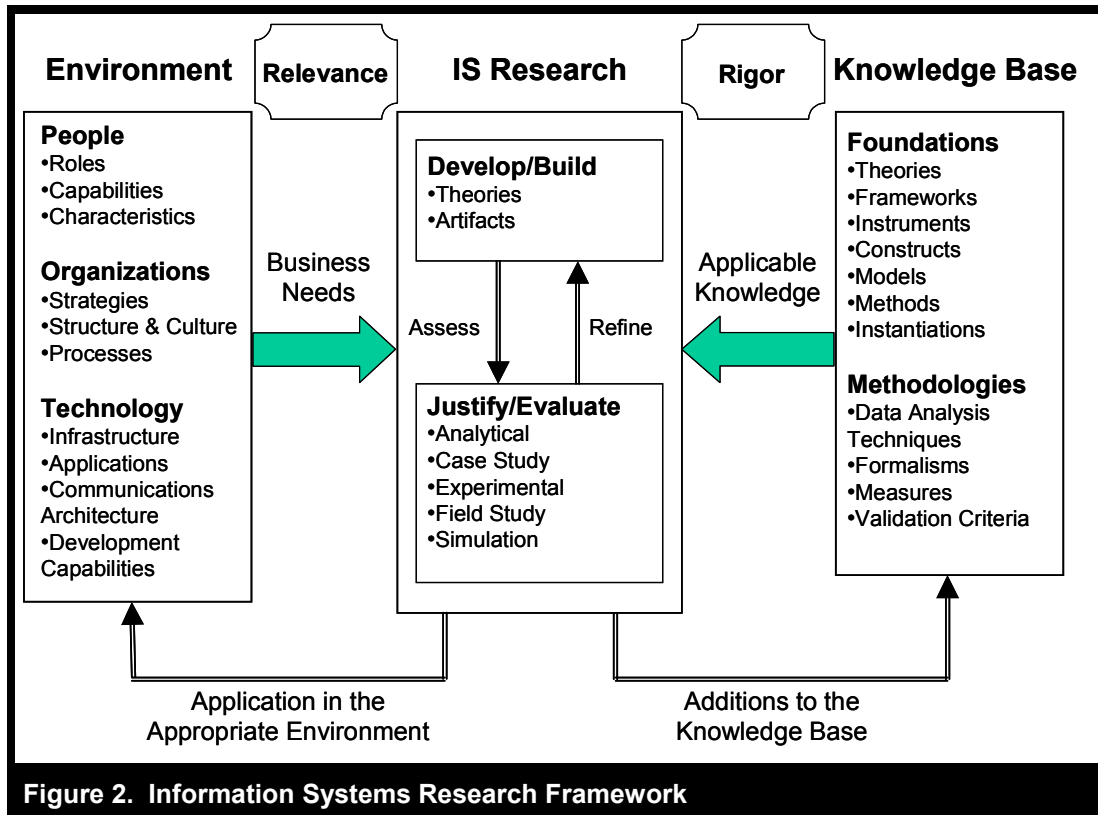 Environment
Relevance
IS Research
Rigor
Knowledge Base
People
•Roles
•Capabilities
•Characteristics
Organizations
•Strategies
•Structure & Culture
•Processes
Technology
•Infrastructure
•Applications
•Communications
Architecture
•Development
Capabilities
Business
Needs
Develop/Build
•Theories
•Artifacts
Assess
Refine
Justify/Evaluate
•Analytical
•Case Study
•Experimental
•Field Study
•Simulation
Applicable
Knowledge
Foundations
•Theories
•Frameworks
•Instruments
•Constructs
•Models
•Methods
•Instantiations
Methodologies
•Data Analysis
Techniques
•Formalisms
•Measures
•Validation Criteria
Application in the
Appropriate Environment
Additions to the
Knowledge Base
Figure 2. Information Systems Research Framework